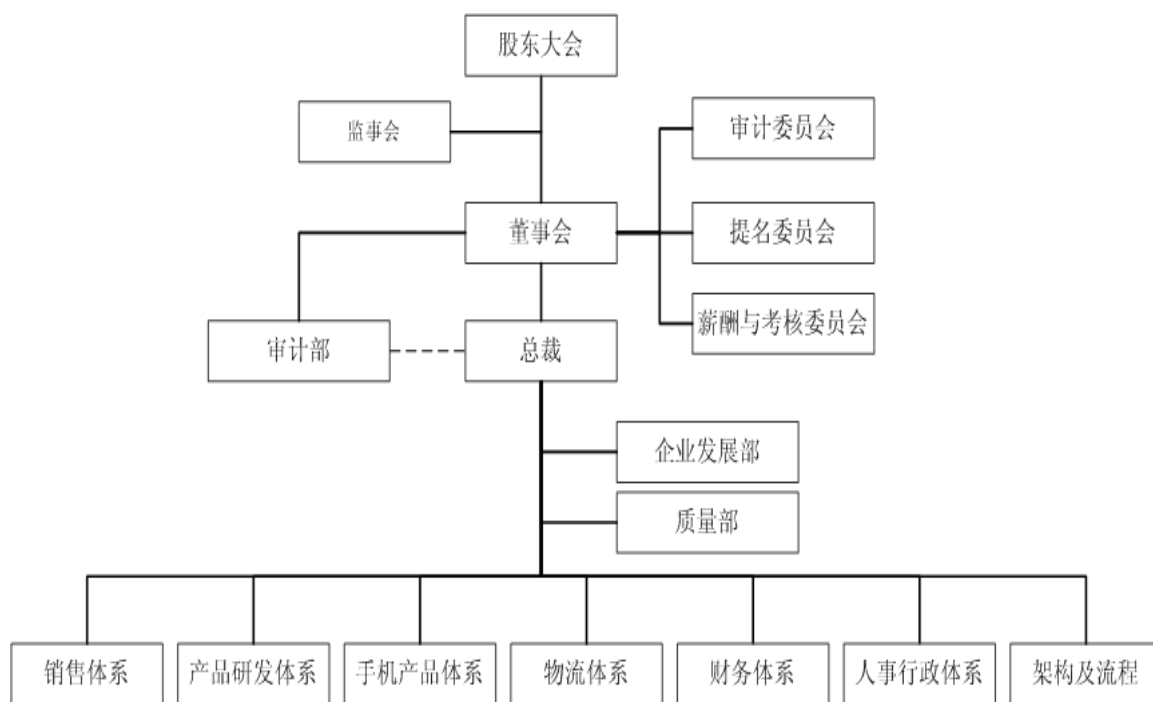 股东大会
监事会
审计委员会
董事会
提名委员会
薪酬与考核委员会
审计部
总裁
企业发展部
质量部
销售体系
产品研发体系
手机产品体系
物流体系
财务体系
人事行政体系
架构及流程